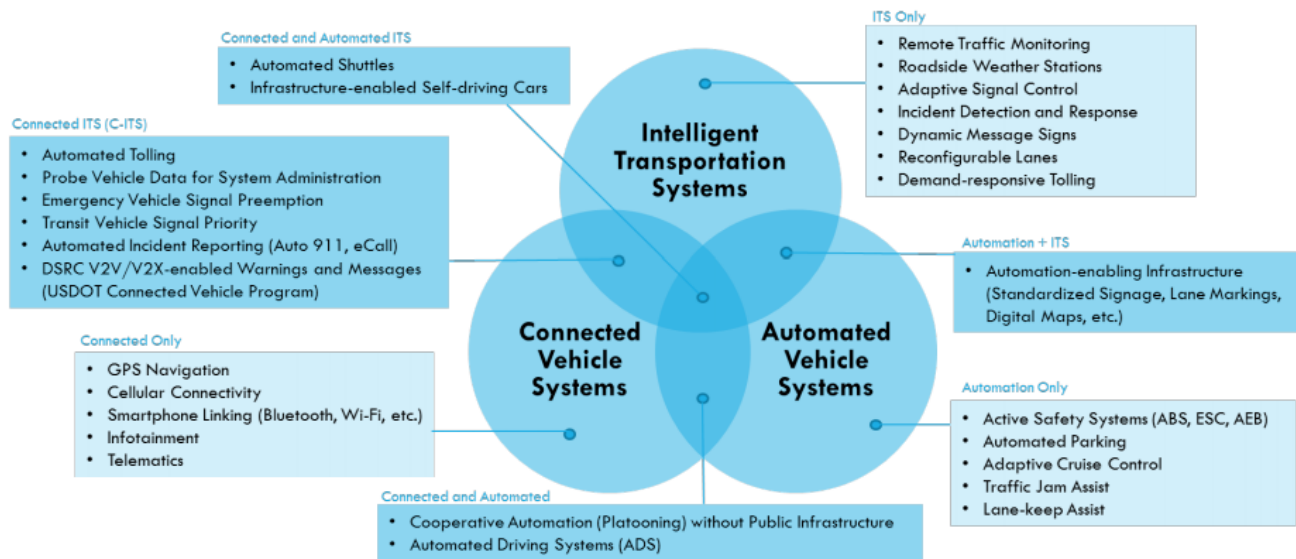 Connected and Automated ITS
• Automated Shuttles
• Infrastructure-enabled Self-driving Cars
ITS Only
• Remote Traffic Monitoring
• Roadside Weather Stations
• Adaptive Signal Control
• Incident Detection and Response
• Dynamic Message Signs
• Reconfigurable Lanes
• Demand-responsive Tolling
Connected ITS (C-ITS)
• Automated Tolling
• Probe Vehicle Data for System Administration
• Emergency Vehicle Signal Preemption
• Transit Vehicle Signal Priority
• Automated Incident Reporting (Auto 911, eCall)
• DSRC V2V/V2X-enabled Warnings and Messages
(USDOT Connected Vehicle Program)
Intelligent
Transportation
Systems
Automation + ITS
• Automation-enabling Infrastructure
(Standardized Signage, Lane Markings,
Digital Maps, etc.)
Connected
Vehicle
Systems
Automated
Vehicle
Systems
Connected Only
• GPS Navigation
• Cellular Connectivity
• Smartphone Linking (Bluetooth, Wi-Fi, etc.)
• Infotainment
• Telematics
Automation Only
• Active Safety Systems (ABS, ESC, AEB)
• Automated Parking
• Adaptive Cruise Control
• Traffic Jam Assist
• Lane-keep Assist
Connected and Automated
• Cooperative Automation (Platooning) without Public Infrastructure
• Automated Driving Systems (ADS)